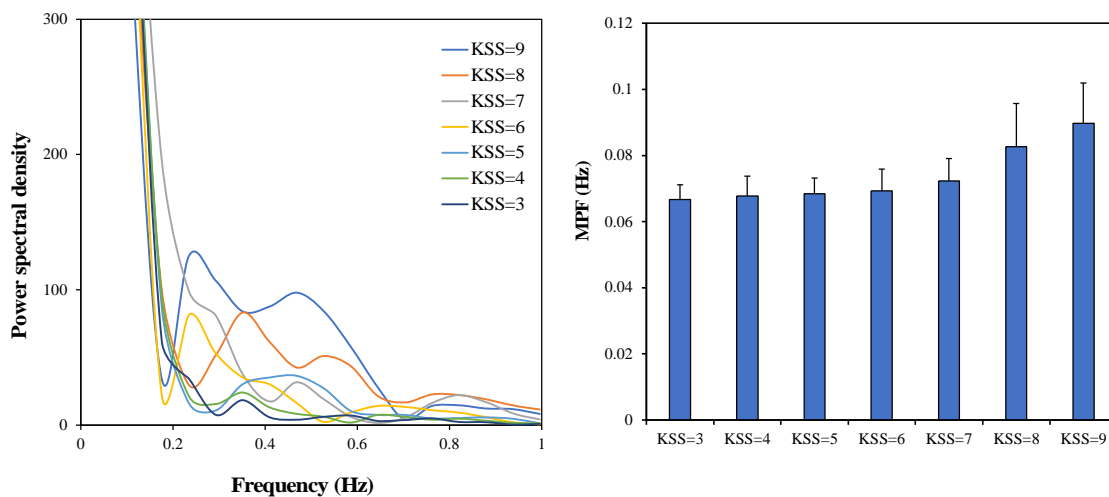 300
200
100
0
0
0.2
0.4
0.6
0.8
1
Power spectral density
Frequency (Hz)
KSS=9
KSS=8
KSS=7
KSS=6
KSS=5
KSS=4
KSS=3
0.12
0.1
0.08
0.06
0.04
0.02
0
MPF (Hz)
KSS=3
KSS=4
KSS=5
KSS=6
KSS=7
KSS=8
KSS=9